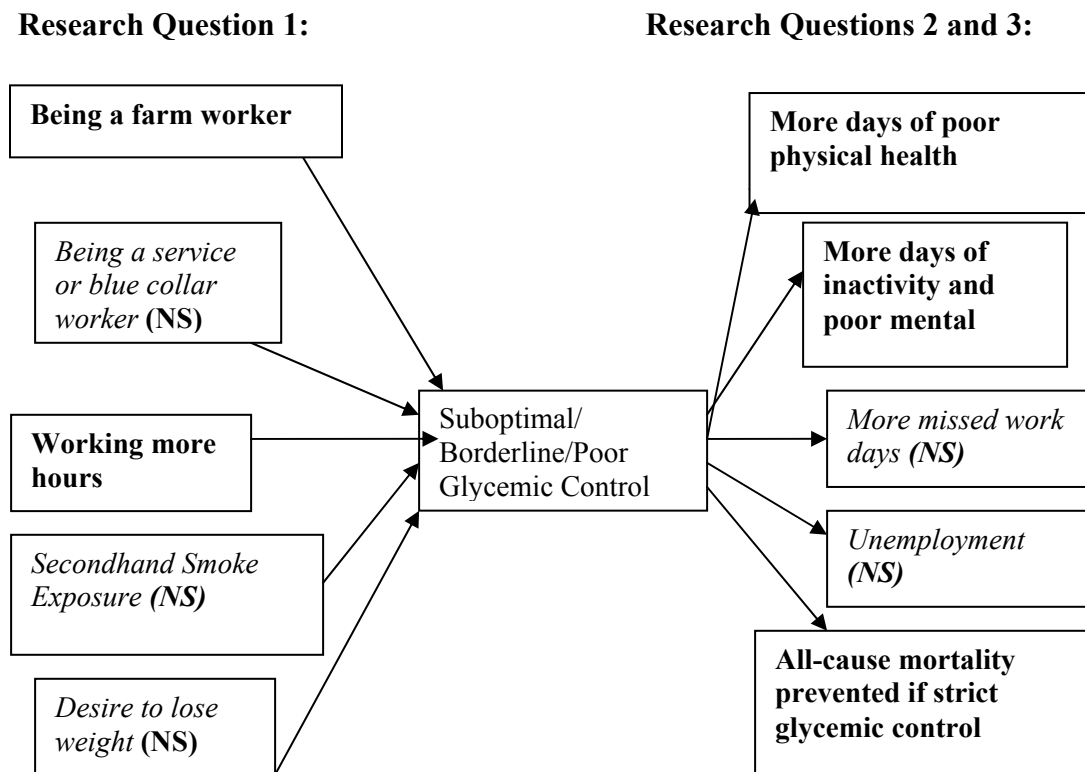 Research Question 1:
Research Questions 2 and 3:
Being a farm worker
Being a service
or blue collar
worker (NS)
Working more
hours
Secondhand Smoke
Exposure (NS)
Desire to lose
weight (NS)
Suboptimal/
Borderline/Poor
Glycemic Control
More days of poor
physical health
More days of
inactivity and
poor mental
More missed work
days (NS)
Unemployment
(NS)
All-cause mortality
prevented if strict
glycemic control